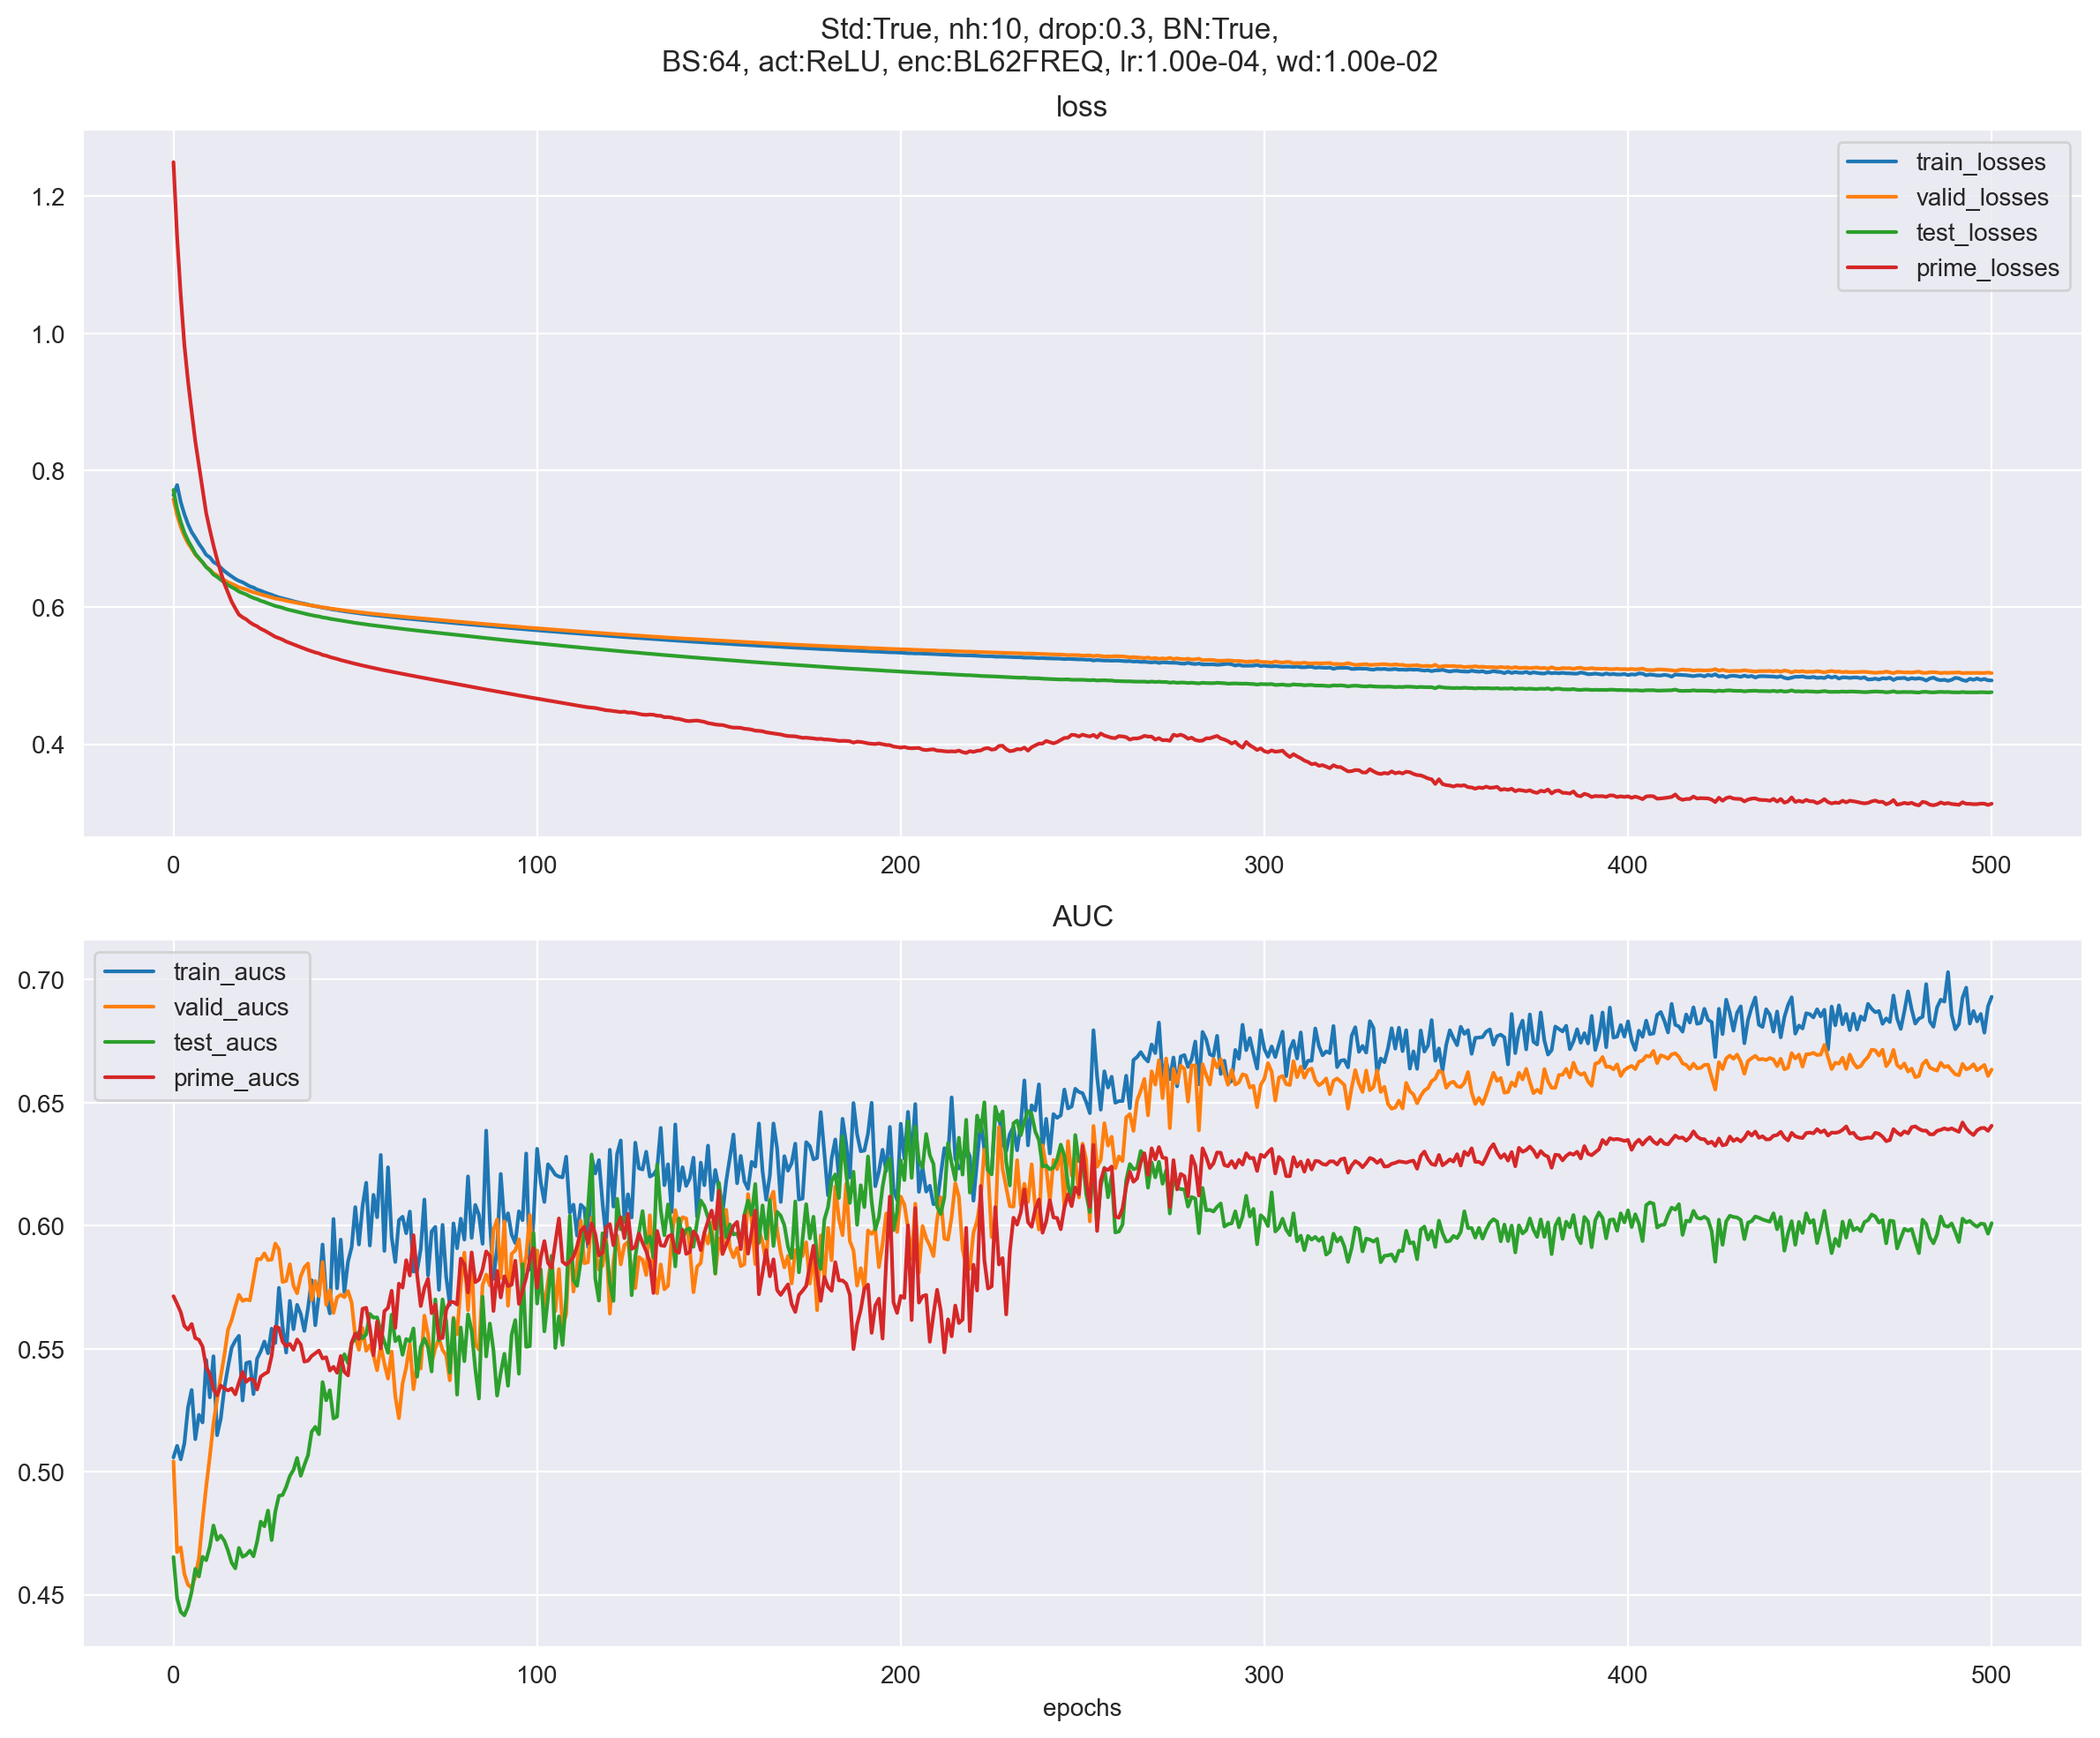 Std:True, nh:10, drop:0.3, BN:True,
BS:64, act:ReLU, enc:BL62FREQ, lr:1.00e-04, wd:1.00e-02
loss
1.2
1.0
0.8
0.6
0.4
train_losses
valid_losses
test_losses
prime_losses
0 100 200 300 400 500
AUC
0.70
0.65
0.60
0.55
0.50
0.45
train_aucs
valid_aucs
test_aucs
prime_aucs
0 100 200 300 400 500
epochs